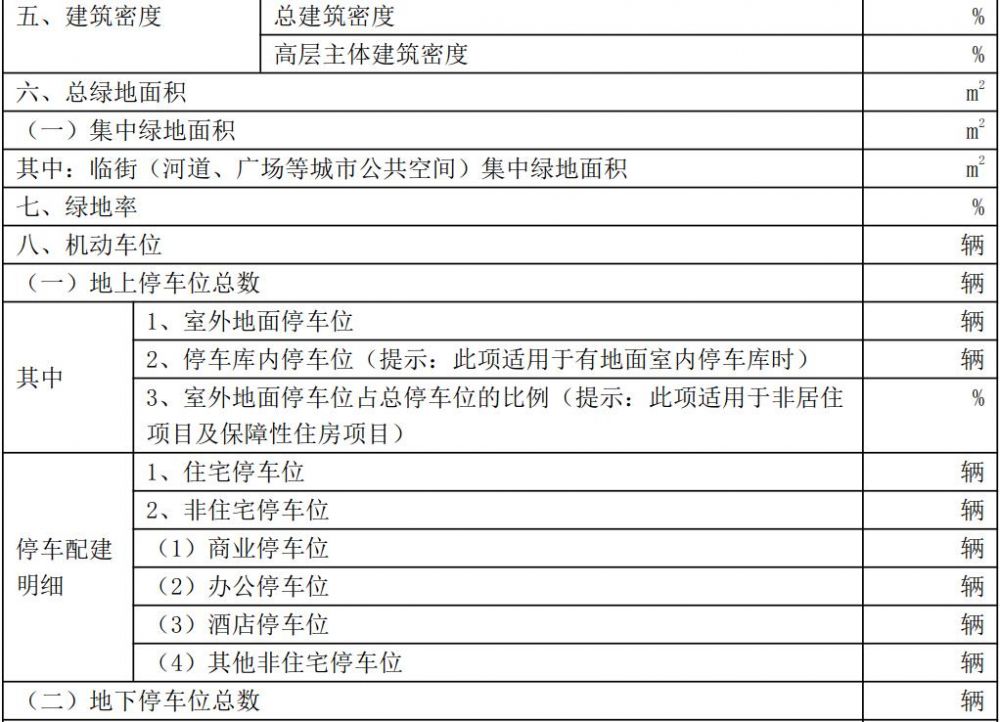 五、建筑密度
总建筑密度
%
高层主体建筑密度
%
六、总绿地面积
m²
（一）集中绿地面积
m²
其中：临街（河道、广场等城市公共空间）集中绿地面积
m²
七、绿地率
%
八、机动车位
辆
（一）地上停车位总数
辆
其中
1、室外地面停车位
辆
2、停车库内停车位（提示：此项适用于有地面室内停车库时）
辆
3、室外地面停车位占总停车位的比例（提示：此项适用于非居住
项目及保障性住房项目）
%
停车配建
明细
1、住宅停车位
辆
2、非住宅停车位
辆
（1）商业停车位
辆
（2）办公停车位
辆
（3）酒店停车位
辆
（4）其他非住宅停车位
辆
（二）地下停车位总数
辆